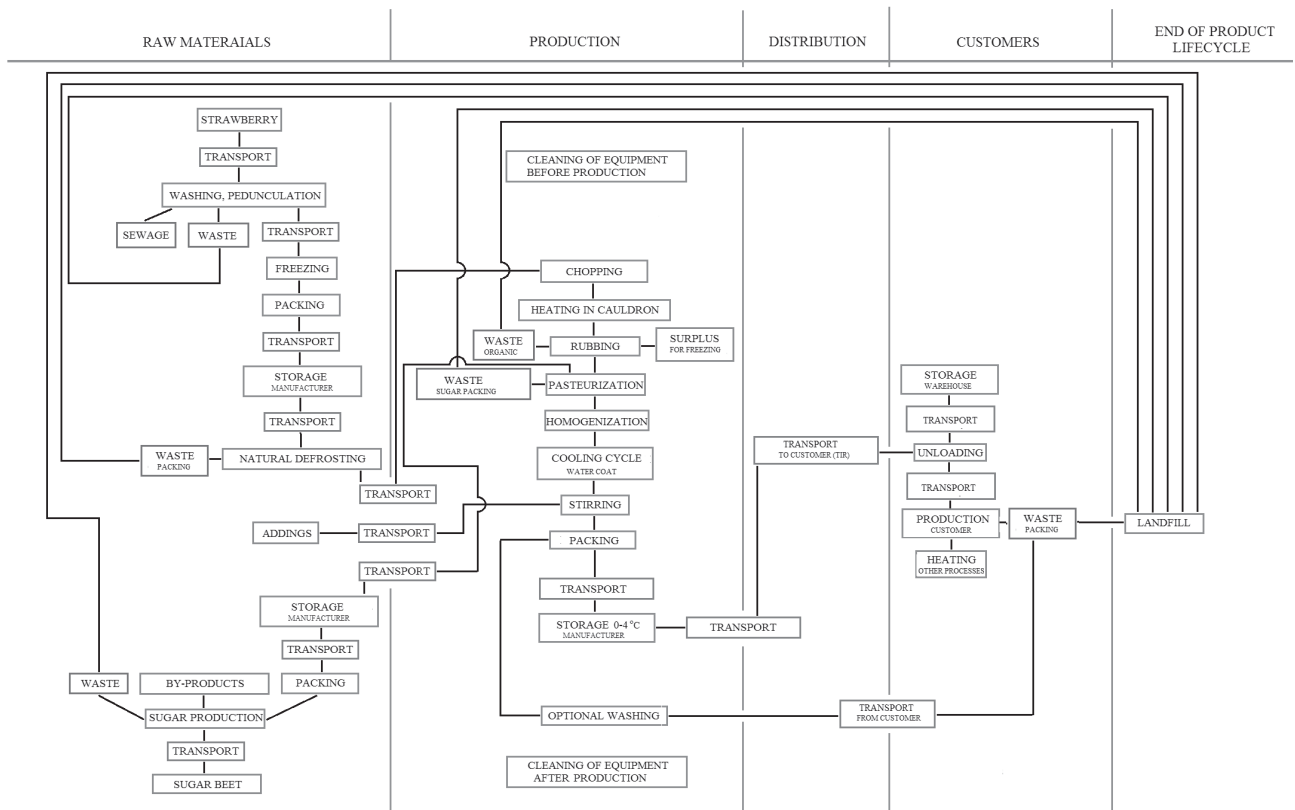 RAW MATERAIALS
PRODUCTION
DISTRIBUTION
CUSTOMERS
END OF PRODUCT
LIFECYCLE
STRAWBERRY
TRANSPORT
WASHING, PEDUNCULATION
SEWAGE
WASTE
TRANSPORT
FREEZING
PACKING
TRANSPORT
STORAGE
MANUFACTURER
TRANSPORT
WASTE
PACKING
NATURAL DEFROSTING
TRANSPORT
ADDINGS
TRANSPORT
TRANSPORT
STORAGE
MANUFACTURER
TRANSPORT
WASTE
BY-PRODUCTS
PACKING
SUGAR PRODUCTION
TRANSPORT
SUGAR BEET
CLEANING OF EQUIPMENT
BEFORE PRODUCTION
CHOPPING
HEATING IN CAULDRON
WASTE
ORGANIC
RUBBING
SURPLUS
FOR FREEZING
WASTE
SUGAR PACKING
PASTEURIZATION
HOMOGENIZATION
COOLING CYCLE
WATER COAT
STIRRING
PACKING
TRANSPORT
STORAGE 0-4 °C
MANUFACTURER
OPTIONAL WASHING
CLEANING OF EQUIPMENT
AFTER PRODUCTION
TRANSPORT
TO CUSTOMER (TIR)
TRANSPORT
TRANSPORT
FROM CUSTOMER
STORAGE
WAREHOUSE
TRANSPORT
UNLOADING
TRANSPORT
PRODUCTION
CUSTOMER
WASTE
PACKING
HEATING
OTHER PROCESSES
LANDFILL